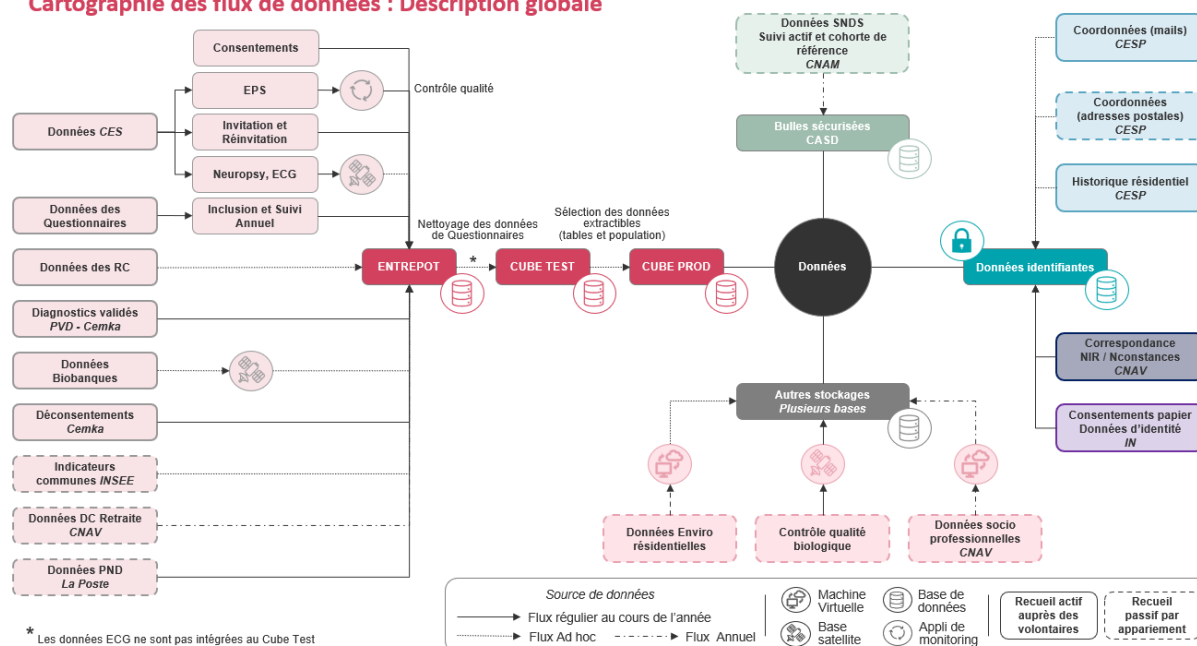 Cartographie des flux de données : Description globale
Consentements
EPS
Contrôle qualité
Données CES
Invitation et
Réinvitation
Neuropsy, ECG
Données des
Questionnaires
Inclusion et Suivi
Annuel
Données des RC
Diagnostics validés
PVD - Cemka
Données
Biobanques
Déconsentements
Cemka
Indicateurs
communes INSEE
Données DC Retraite
CNAV
Données PND
La Poste
* Les données ECG ne sont pas intégrées au Cube Test
Nettoyage des données
de Questionnaires
Sélection des données
extractibles
(tables et population)
ENTREPOT
*
CUBE TEST
CUBE PROD
Données SNDS
Suivi actif et cohorte de
référence
CNAM
Bulles sécurisées
CASD
Données
Autres stockages
Plusieurs bases
Données Enviro
résidentielles
Contrôle qualité
biologique
Données socio
professionnelles
CNAV
Coordonnées (mails)
CESP
Coordonnées
(adresses postales)
CESP
Historique résidentiel
CESP
Données identifiantes
Correspondance
NIR / Nconstances
CNAV
Consentements papier
Données d'identité
IN
Source de données
Flux régulier au cours de l'année
Flux Ad hoc
Flux Annuel
Machine
Virtuelle
Base de
données
Base
satellite
Appli de
monitoring
Recueil actif
auprès des
volontaires
Recueil
passif par
appariement